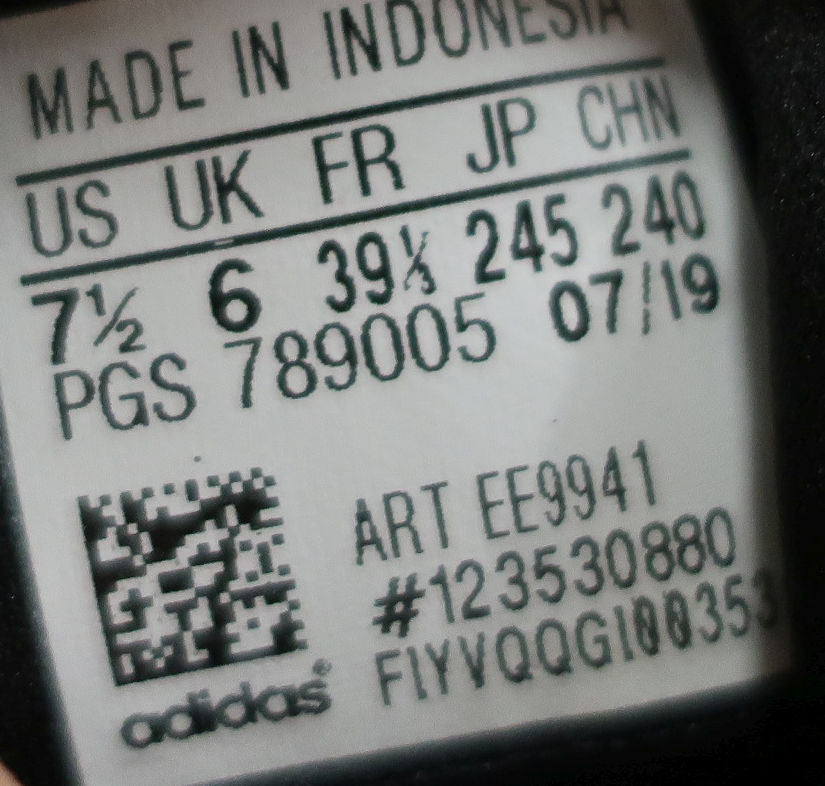 MADE IN INDONESIA
US UK FR JP CHN
7½ 6 39⅓ 245 240
PGS 789005 07/19
ART EE9941
#123530880
FIYVQQGI00353
adidas®